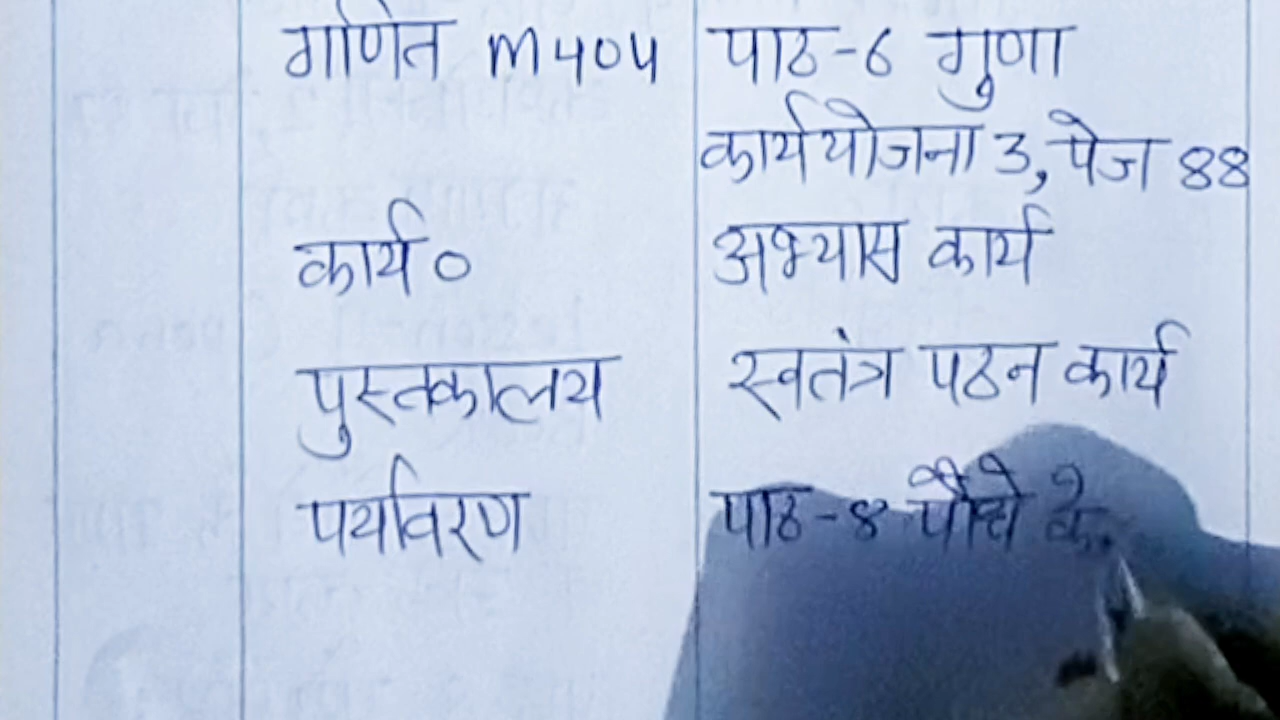 गणित M404 पाठ-6 गुणा
कार्ययोजना 3, पेज 88
कार्य० अभ्यास कार्य
पुस्तकालय स्वतंत्र पठन कार्य
पर्यावरण पाठ-8 पौधे के